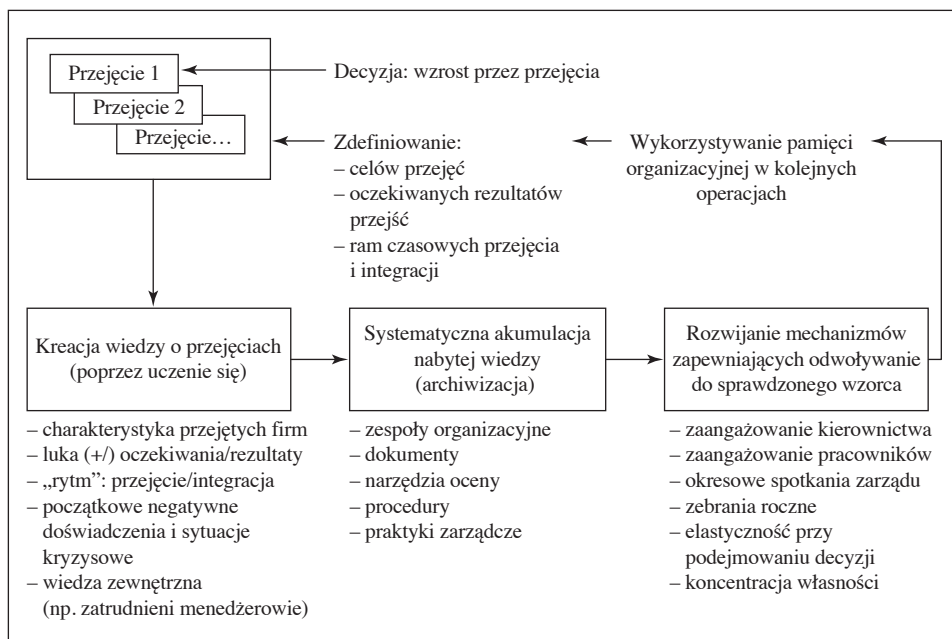 Przejęcie 1
Przejęcie 2
Przejęcie…
Decyzja: wzrost przez przejęcia
Zdefiniowanie:
– celów przejęć
– oczekiwanych rezultatów
przejść
– ram czasowych przejęcia
i integracji
Wykorzystywanie pamięci
organizacyjnej w kolejnych
operacjach
Kreacja wiedzy o przejęciach
(poprzez uczenie się)
– charakterystyka przejętych firm
– luka (+/) oczekiwania/rezultaty
– „rytm”: przejęcie/integracja
– początkowe negatywne
doświadczenia i sytuacje
kryzysowe
– wiedza zewnętrzna
(np. zatrudnieni menedżerowie)
Systematyczna akumulacja
nabytej wiedzy
(archiwizacja)
– zespoły organizacyjne
– dokumenty
– narzędzia oceny
– procedury
– praktyki zarządcze
Rozwijanie mechanizmów
zapewniających odwoływanie
do sprawdzonego wzorca
– zaangażowanie kierownictwa
– zaangażowanie pracowników
– okresowe spotkania zarządu
– zebrania roczne
– elastyczność przy
podejmowaniu decyzji
– koncentracja własności